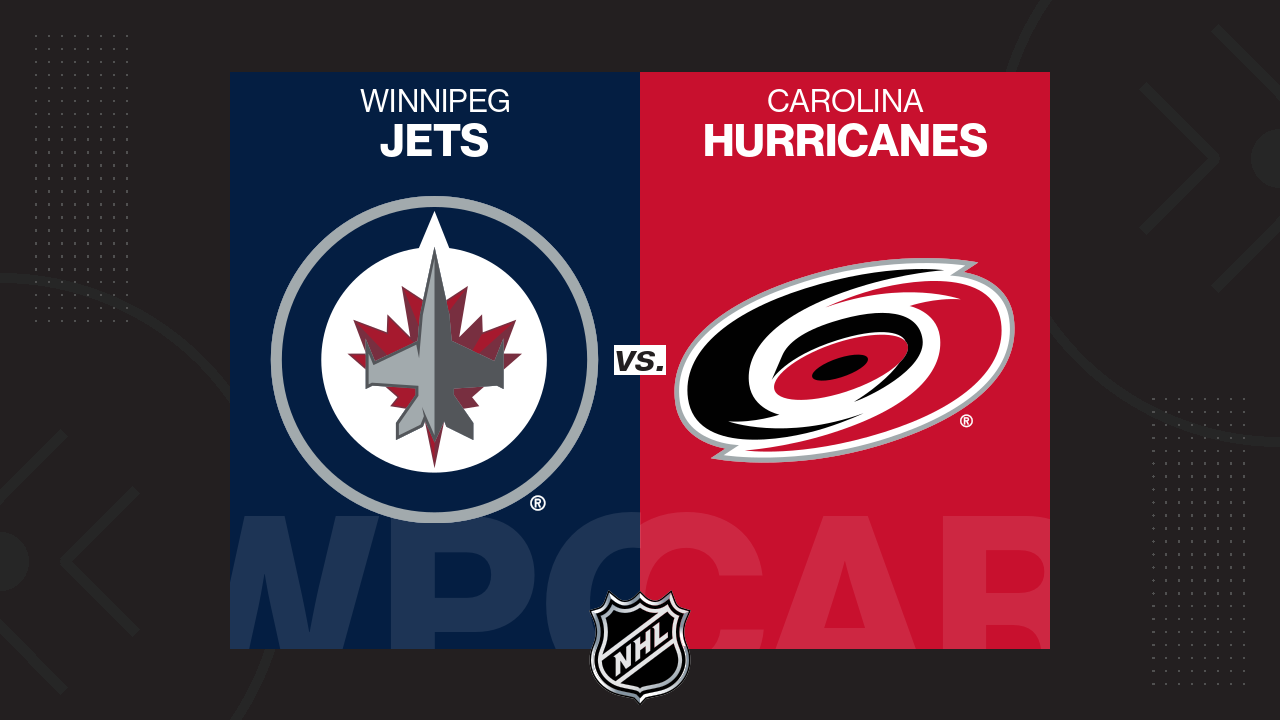 WINNIPEG
JETS
CAROLINA
HURRICANES
vs.
®
®
WPG
CAR
NHL